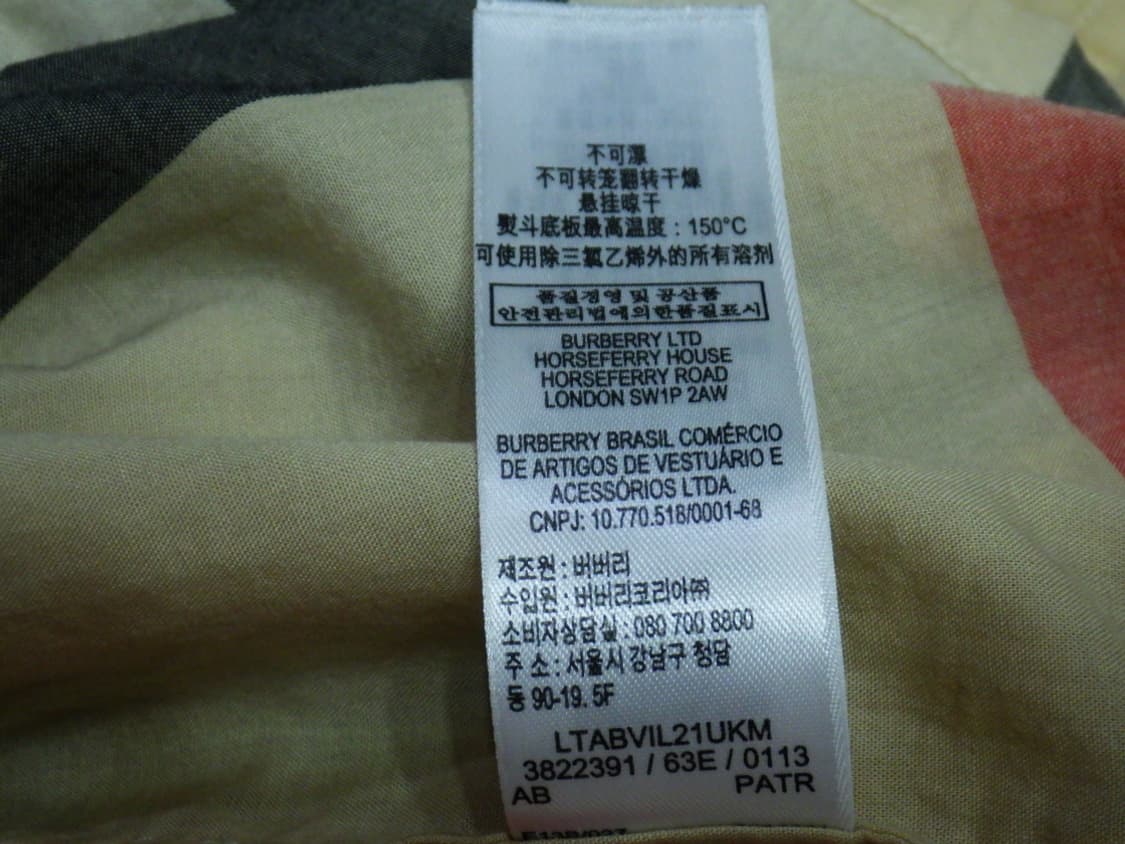 不可漂
不可转笼翻转干燥
悬挂晾干
熨斗底板最高温度：150°C
可使用除三氯乙烯外的所有溶剂
품질경영 및 공산품
안전관리법에의한품질표시
BURBERRY LTD
HORSEFERRY HOUSE
HORSEFERRY ROAD
LONDON SW1P 2AW
BURBERRY BRASIL COMÉRCIO
DE ARTIGOS DE VESTUÁRIO E
ACESSÓRIOS LTDA.
CNPJ: 10.770.518/0001-68
제조원 : 버버리
수입원 : 버버리코리아㈜
소비자상담실 : 080 700 8800
주 소 : 서울시 강남구 청담
동 90-19. 5F
LTABVIL21UKM
3822391 / 63E / 0113
AB PATR